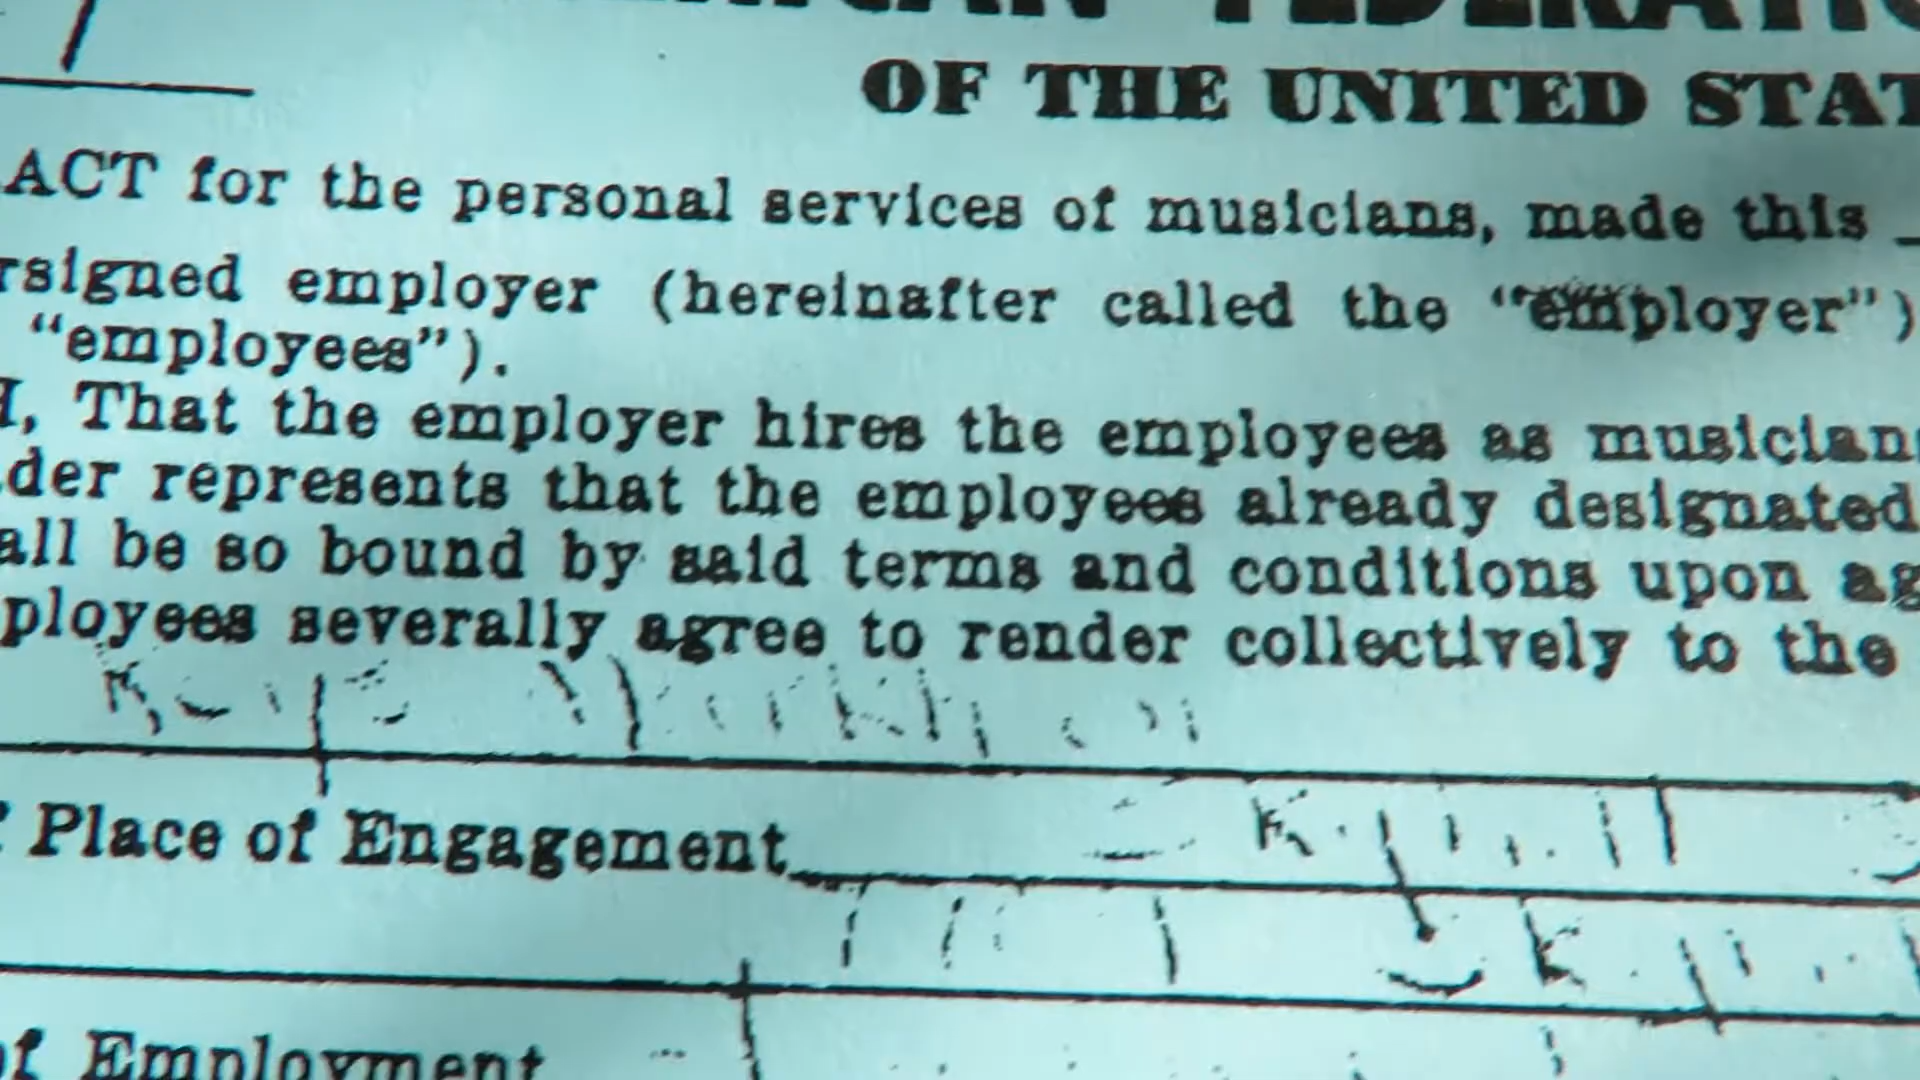 OF THE UNITED STAT
ACT for the personal services of musicians, made this
rsigned employer (hereinafter called the “employer”)
“employees”).
H, That the employer hires the employees as musicians
der represents that the employees already designated
all be so bound by said terms and conditions upon ag
ployees severally agree to render collectively to the
Place of Engagement
of Employment